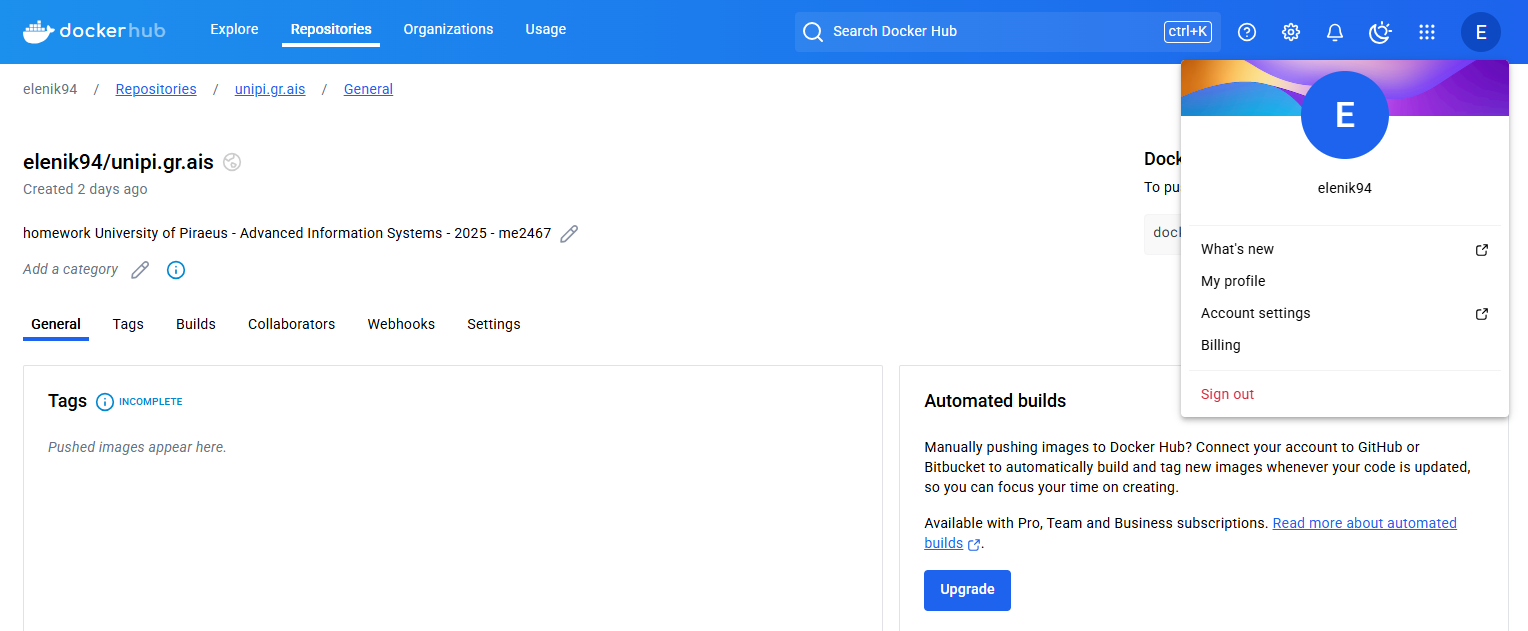 dockerhub
Explore
Repositories
Organizations
Usage
Search Docker Hub
ctrl+K
E
elenik94 / Repositories / unipi.gr.ais / General
E
elenik94
What's new
My profile
Account settings
Billing
Sign out
elenik94/unipi.gr.ais
Created 2 days ago
homework University of Piraeus - Advanced Information Systems - 2025 - me2467
Add a category
Dock
To pu
docl
General
Tags
Builds
Collaborators
Webhooks
Settings
Tags INCOMPLETE
Pushed images appear here.
Automated builds
Manually pushing images to Docker Hub? Connect your account to GitHub or
Bitbucket to automatically build and tag new images whenever your code is updated,
so you can focus your time on creating.
Available with Pro, Team and Business subscriptions. Read more about automated
builds .
Upgrade